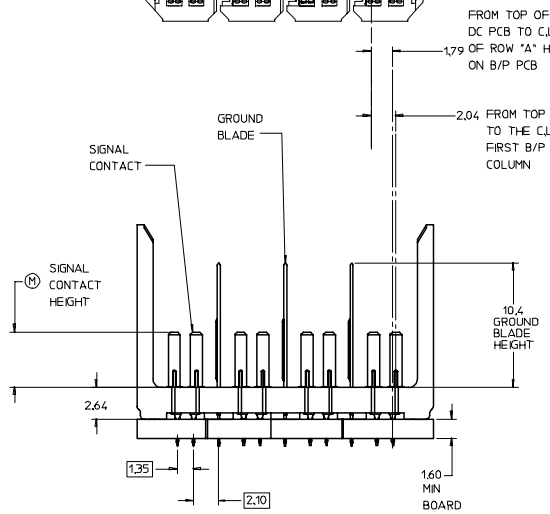 FROM TOP OF
DC PCB TO C,L
1,79 OF ROW "A" H
ON B/P PCB
2,04 FROM TOP
TO THE C,L
FIRST B/P
COLUMN
GROUND
BLADE
SIGNAL
CONTACT
M SIGNAL
CONTACT
HEIGHT
10,4
GROUND
BLADE
HEIGHT
2,64
1,35
2,10
1,60
MIN
BOARD